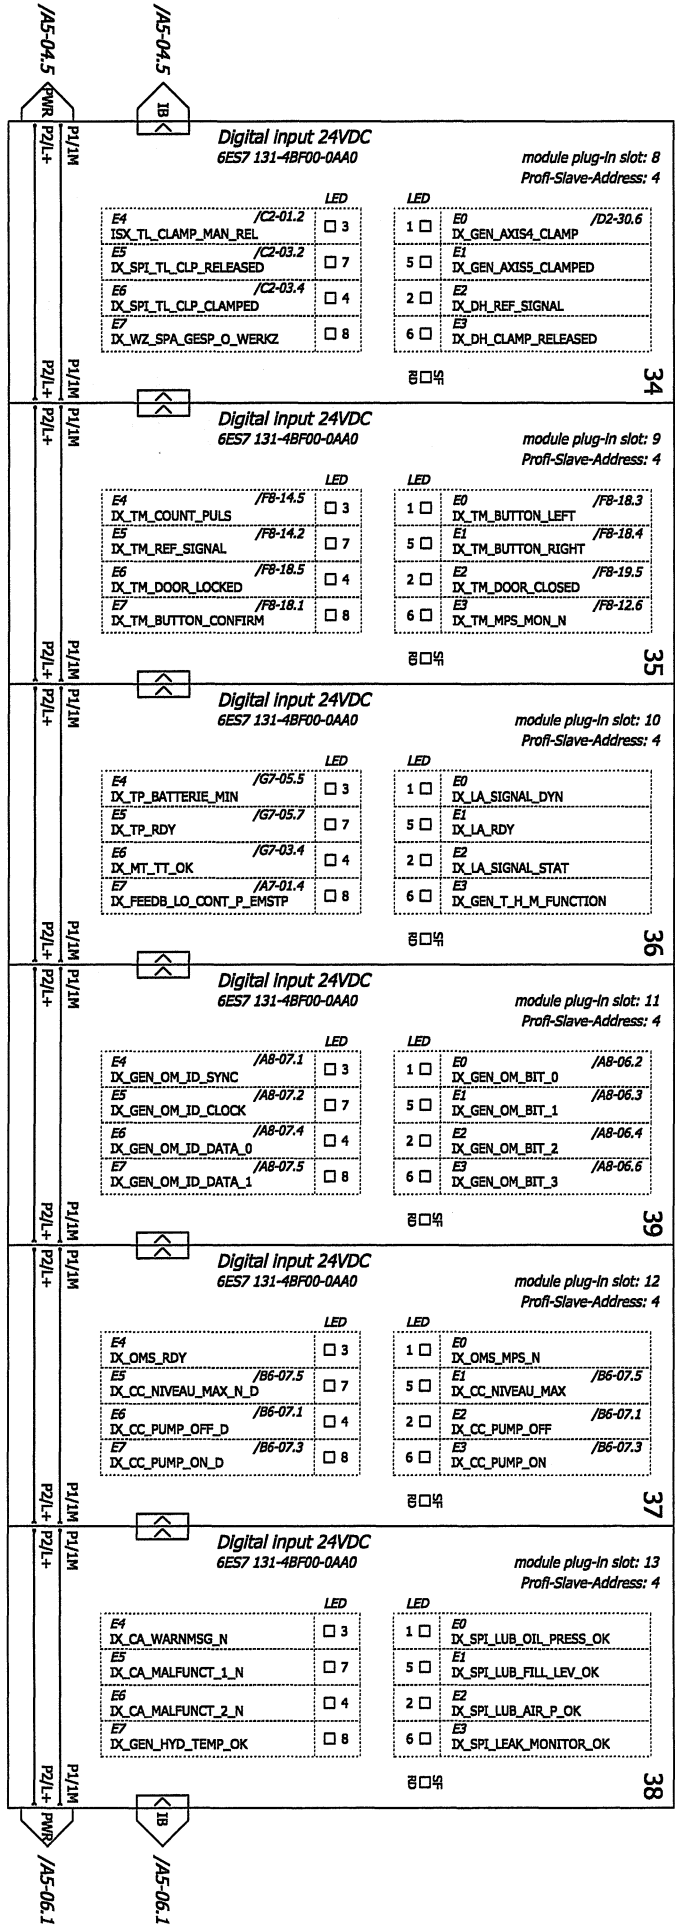 /A5-04.5
/A5-04.5
PWR
IB
P2/L+
P1/1M
Digital input 24VDC
6ES7 131-4BF00-0AA0
module plug-in slot: 8
Profi-Slave-Address: 4
LED
LED
E4 /C2-01.2
ISX_TL_CLAMP_MAN_REL
3
1
E0 /D2-30.6
IX_GEN_AXIS4_CLAMP
E5 /C2-03.2
IX_SPI_TL_CLP_RELEASED
7
5
E1
IX_GEN_AXIS5_CLAMPED
E6 /C2-03.4
IX_SPI_TL_CLP_CLAMPED
4
2
E2
IX_DH_REF_SIGNAL
E7
IX_WZ_SPA_GESP_O_WERKZ
8
6
E3
IX_DH_CLAMP_RELEASED
P2/L+
P1/1M
SF
RD
34
P2/L+
P1/1M
Digital input 24VDC
6ES7 131-4BF00-0AA0
module plug-in slot: 9
Profi-Slave-Address: 4
LED
LED
E4 /F8-14.5
IX_TM_COUNT_PULS
3
1
E0 /F8-18.3
IX_TM_BUTTON_LEFT
E5 /F8-14.2
IX_TM_REF_SIGNAL
7
5
E1 /F8-18.4
IX_TM_BUTTON_RIGHT
E6 /F8-18.5
IX_TM_DOOR_LOCKED
4
2
E2 /F8-19.5
IX_TM_DOOR_CLOSED
E7 /F8-18.1
IX_TM_BUTTON_CONFIRM
8
6
E3 /F8-12.6
IX_TM_MPS_MON_N
P2/L+
P1/1M
SF
RD
35
P2/L+
P1/1M
Digital input 24VDC
6ES7 131-4BF00-0AA0
module plug-in slot: 10
Profi-Slave-Address: 4
LED
LED
E4 /G7-05.5
IX_TP_BATTERIE_MIN
3
1
E0
IX_LA_SIGNAL_DYN
E5 /G7-05.7
IX_TP_RDY
7
5
E1
IX_LA_RDY
E6 /G7-03.4
IX_MT_TT_OK
4
2
E2
IX_LA_SIGNAL_STAT
E7 /A7-01.4
IX_FEEDB_LO_CONT_P_EMSTP
8
6
E3
IX_GEN_T_H_M_FUNCTION
P2/L+
P1/1M
SF
RD
36
P2/L+
P1/1M
Digital input 24VDC
6ES7 131-4BF00-0AA0
module plug-in slot: 11
Profi-Slave-Address: 4
LED
LED
E4 /A8-07.1
IX_GEN_OM_ID_SYNC
3
1
E0 /A8-06.2
IX_GEN_OM_BIT_0
E5 /A8-07.2
IX_GEN_OM_ID_CLOCK
7
5
E1 /A8-06.3
IX_GEN_OM_BIT_1
E6 /A8-07.4
IX_GEN_OM_ID_DATA_0
4
2
E2 /A8-06.4
IX_GEN_OM_BIT_2
E7 /A8-07.5
IX_GEN_OM_ID_DATA_1
8
6
E3 /A8-06.6
IX_GEN_OM_BIT_3
P2/L+
P1/1M
SF
RD
39
P2/L+
P1/1M
Digital input 24VDC
6ES7 131-4BF00-0AA0
module plug-in slot: 12
Profi-Slave-Address: 4
LED
LED
E4
IX_OMS_RDY
3
1
E0
IX_OMS_MPS_N
E5 /B6-07.5
IX_CC_NIVEAU_MAX_N_D
7
5
E1 /B6-07.5
IX_CC_NIVEAU_MAX
E6 /B6-07.1
IX_CC_PUMP_OFF_D
4
2
E2 /B6-07.1
IX_CC_PUMP_OFF
E7 /B6-07.3
IX_CC_PUMP_ON_D
8
6
E3 /B6-07.3
IX_CC_PUMP_ON
P2/L+
P1/1M
SF
RD
37
P2/L+
P1/1M
Digital input 24VDC
6ES7 131-4BF00-0AA0
module plug-in slot: 13
Profi-Slave-Address: 4
LED
LED
E4
IX_CA_WARNMSG_N
3
1
E0
IX_SPI_LUB_OIL_PRESS_OK
E5
IX_CA_MALFUNCT_1_N
7
5
E1
IX_SPI_LUB_FILL_LEV_OK
E6
IX_CA_MALFUNCT_2_N
4
2
E2
IX_SPI_LUB_AIR_P_OK
E7
IX_GEN_HYD_TEMP_OK
8
6
E3
IX_SPI_LEAK_MONITOR_OK
P2/L+
P1/1M
SF
RD
38
PWR
IB
/A5-06.1
/A5-06.1